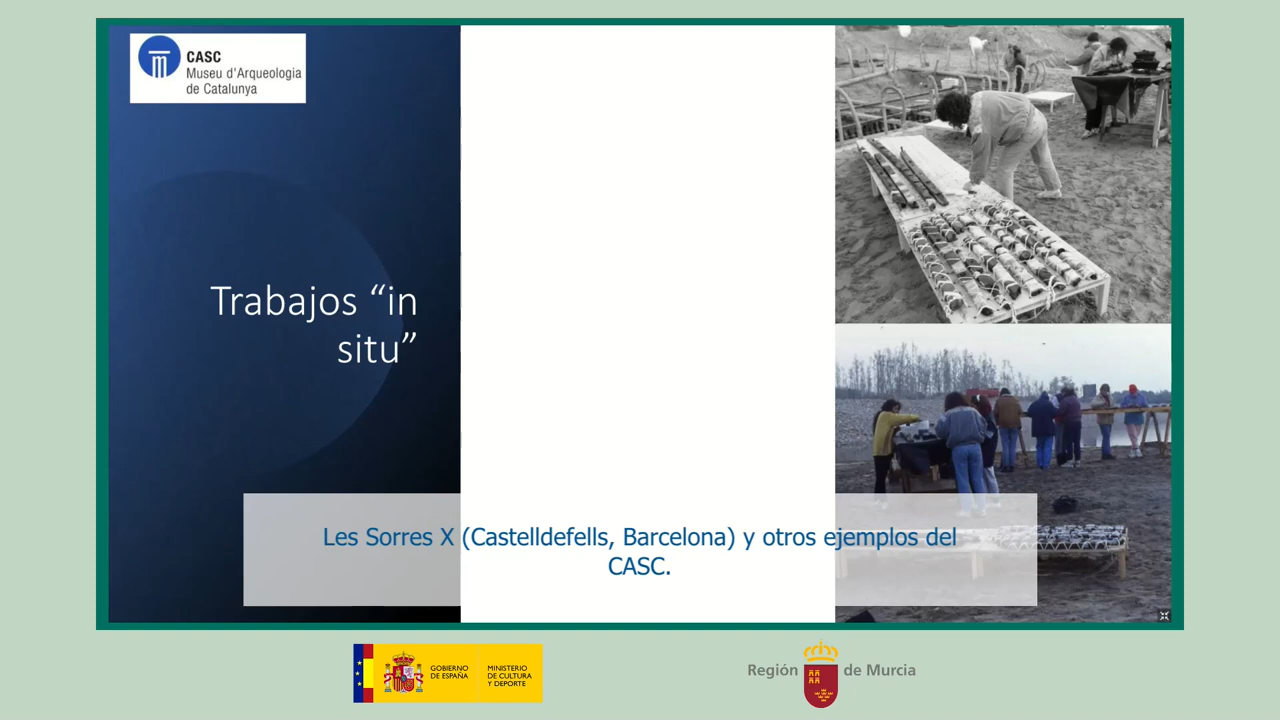 CASC
Museu d'Arqueologia
de Catalunya
Trabajos “in
situ”
Les Sorres X (Castelldefells, Barcelona) y otros ejemplos del
CASC.
GOBIERNO
DE ESPAÑA
MINISTERIO
DE CULTURA
Y DEPORTE
Región de Murcia